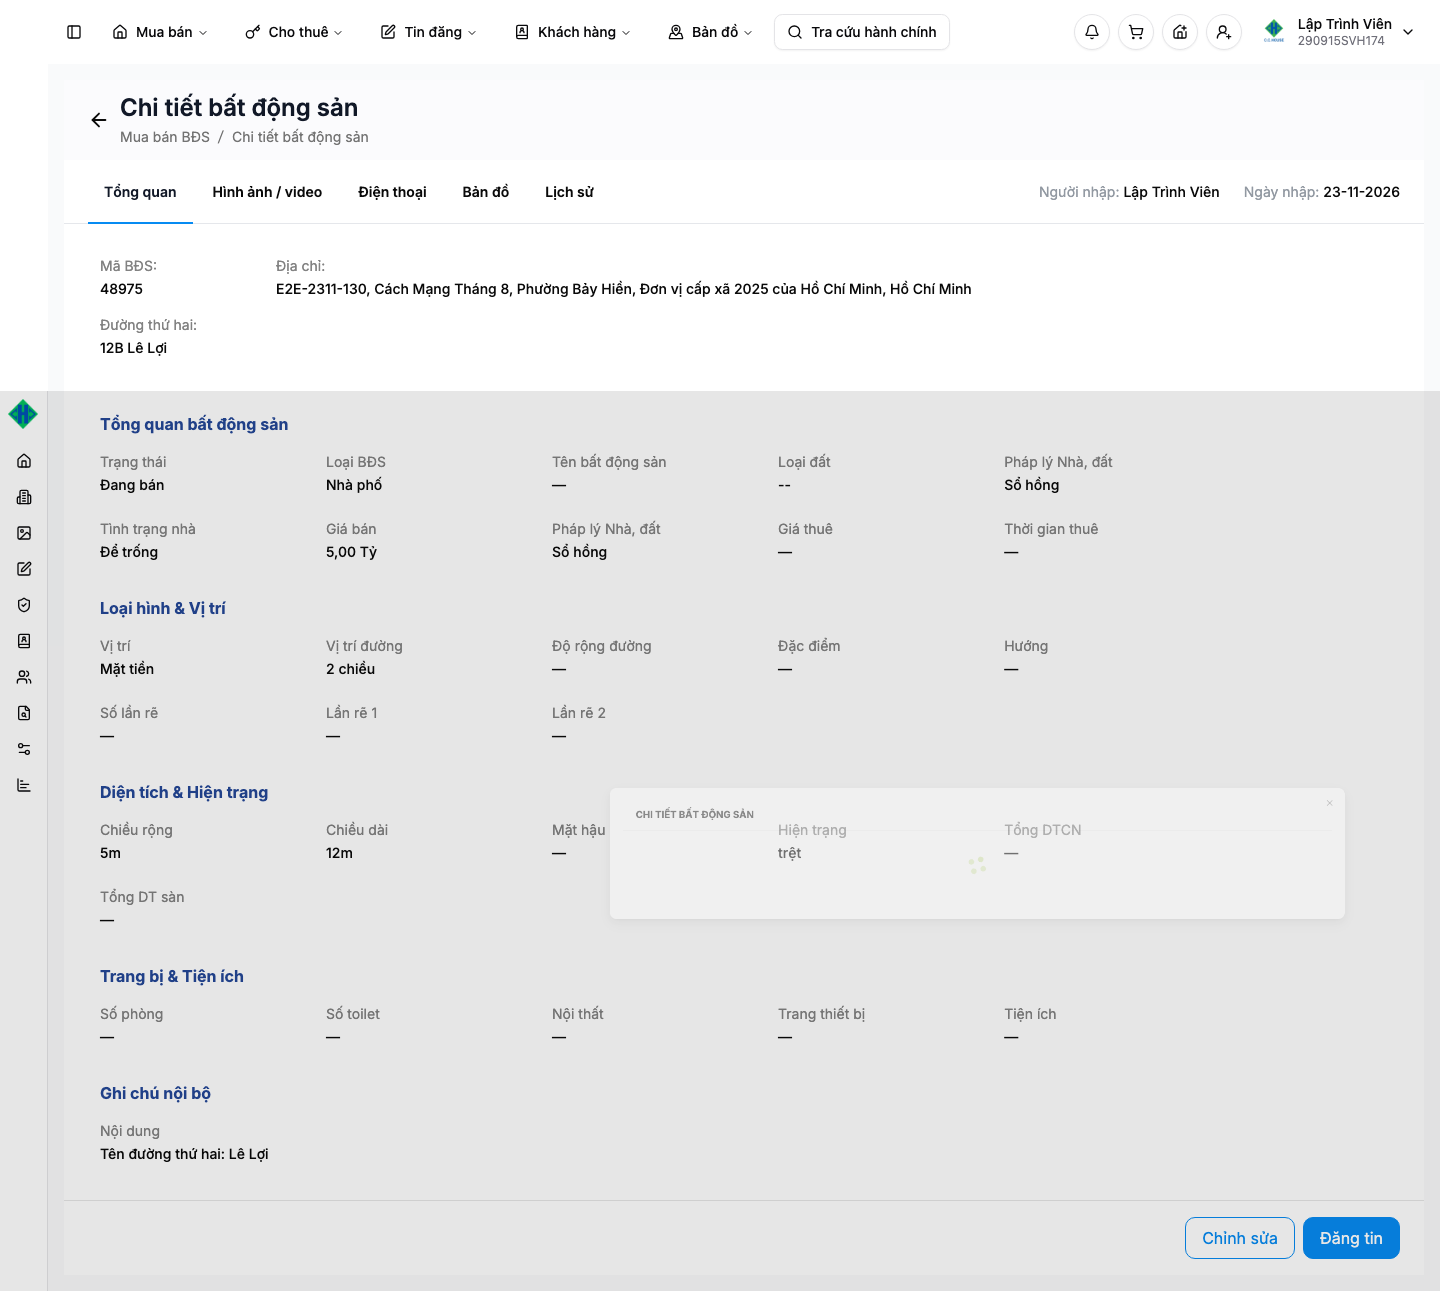 Mua bán
Cho thuê
Tin đăng
Khách hàng
Bản đồ
Tra cứu hành chính
Lập Trình Viên
290915SVH174
Chi tiết bất động sản
Mua bán BĐS / Chi tiết bất động sản
Tổng quan
Hình ảnh / video
Điện thoại
Bản đồ
Lịch sử
Người nhập: Lập Trình Viên
Ngày nhập: 23-11-2026
Mã BĐS:
48975
Địa chỉ:
E2E-2311-130, Cách Mạng Tháng 8, Phường Bảy Hiền, Đơn vị cấp xã 2025 của Hồ Chí Minh, Hồ Chí Minh
Đường thứ hai:
12B Lê Lợi
Tổng quan bất động sản
Trạng thái
Đang bán
Loại BĐS
Nhà phố
Tên bất động sản
—
Loại đất
--
Pháp lý Nhà, đất
Sổ hồng
Tình trạng nhà
Để trống
Giá bán
5,00 Tỷ
Pháp lý Nhà, đất
Sổ hồng
Giá thuê
—
Thời gian thuê
—
Loại hình & Vị trí
Vị trí
Mặt tiền
Vị trí đường
2 chiều
Độ rộng đường
—
Đặc điểm
—
Hướng
—
Số lần rẽ
—
Lần rẽ 1
—
Lần rẽ 2
—
Diện tích & Hiện trạng
Chiều rộng
5m
Chiều dài
12m
Mặt hậu
—
CHI TIẾT BẤT ĐỘNG SẢN
×
Hiện trạng
trệt
Tổng DTCN
—
Tổng DT sàn
—
Trang bị & Tiện ích
Số phòng
—
Số toilet
—
Nội thất
—
Trang thiết bị
—
Tiện ích
—
Ghi chú nội bộ
Nội dung
Tên đường thứ hai: Lê Lợi
Chỉnh sửa
Đăng tin